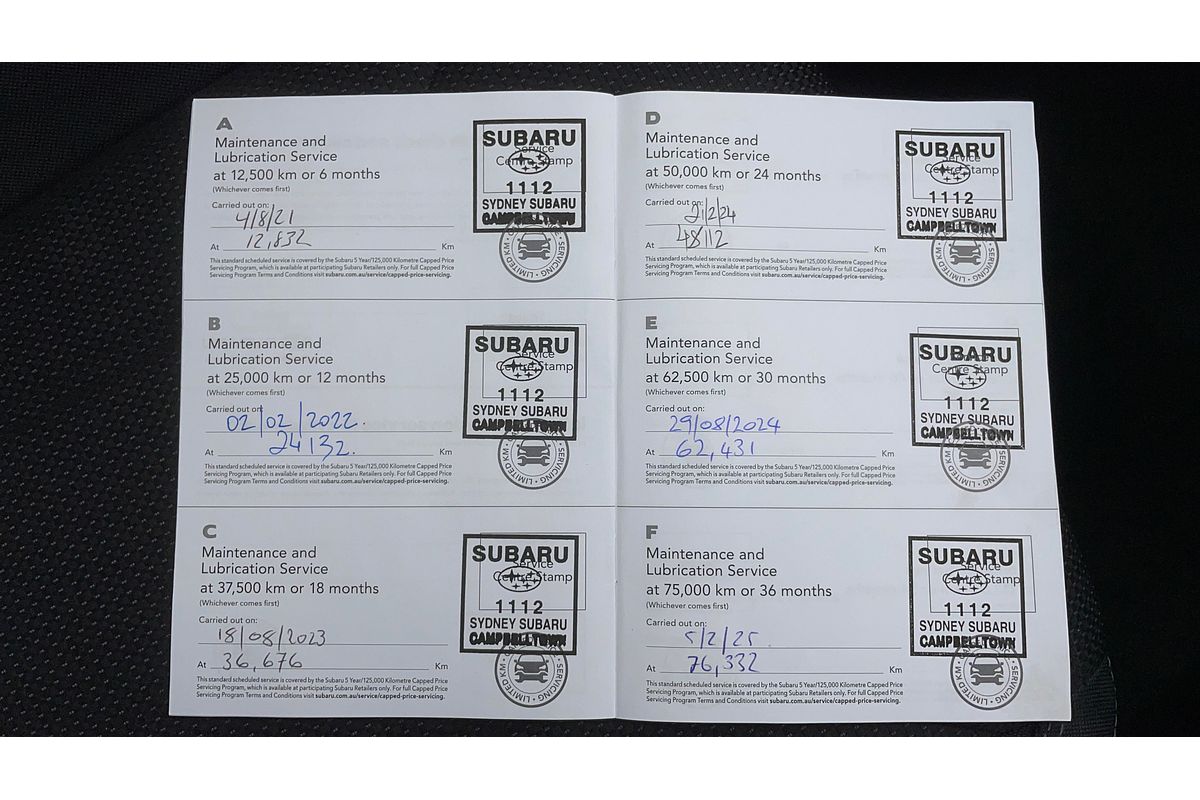 A
Maintenance and
Lubrication Service
at 12,500 km or 6 months
(Whichever comes first)
Carried out on:
4/8/21
At 12,832 Km
This standard scheduled service is covered by the Subaru 5 Year/125,000 Kilometre Capped Price
Servicing Program, which is available at participating Subaru Retailers only. For full Capped Price
Servicing Program Terms and Conditions visit subaru.com.au/service/capped-price-servicing.
Service
Centre Stamp
SUBARU
1112
SYDNEY SUBARU
CAMPBELLTOWN
SERVICING • LIMITED KM •
B
Maintenance and
Lubrication Service
at 25,000 km or 12 months
(Whichever comes first)
Carried out on:
02/02/2022.
At 24132. Km
This standard scheduled service is covered by the Subaru 5 Year/125,000 Kilometre Capped Price
Servicing Program, which is available at participating Subaru Retailers only. For full Capped Price
Servicing Program Terms and Conditions visit subaru.com.au/service/capped-price-servicing.
Service
Centre Stamp
SUBARU
1112
SYDNEY SUBARU
CAMPBELLTOWN
SERVICING • LIMITED KM •
C
Maintenance and
Lubrication Service
at 37,500 km or 18 months
(Whichever comes first)
Carried out on:
18/08/2023
At 36,676 Km
This standard scheduled service is covered by the Subaru 5 Year/125,000 Kilometre Capped Price
Servicing Program, which is available at participating Subaru Retailers only. For full Capped Price
Servicing Program Terms and Conditions visit subaru.com.au/service/capped-price-servicing.
Service
Centre Stamp
SUBARU
1112
SYDNEY SUBARU
CAMPBELLTOWN
SERVICING • LIMITED KM •
D
Maintenance and
Lubrication Service
at 50,000 km or 24 months
(Whichever comes first)
Carried out on:
21/2/24
At 48112 Km
This standard scheduled service is covered by the Subaru 5 Year/125,000 Kilometre Capped Price
Servicing Program, which is available at participating Subaru Retailers only. For full Capped Price
Servicing Program Terms and Conditions visit subaru.com.au/service/capped-price-servicing.
Service
Centre Stamp
SUBARU
1112
SYDNEY SUBARU
CAMPBELLTOWN
SERVICING • LIMITED KM •
E
Maintenance and
Lubrication Service
at 62,500 km or 30 months
(Whichever comes first)
Carried out on:
29/08/2024
At 62,431 Km
This standard scheduled service is covered by the Subaru 5 Year/125,000 Kilometre Capped Price
Servicing Program, which is available at participating Subaru Retailers only. For full Capped Price
Servicing Program Terms and Conditions visit subaru.com.au/service/capped-price-servicing.
Service
Centre Stamp
SUBARU
1112
SYDNEY SUBARU
CAMPBELLTOWN
SERVICING • LIMITED KM •
F
Maintenance and
Lubrication Service
at 75,000 km or 36 months
(Whichever comes first)
Carried out on:
5/2/25.
At 76,332 Km
This standard scheduled service is covered by the Subaru 5 Year/125,000 Kilometre Capped Price
Servicing Program, which is available at participating Subaru Retailers only. For full Capped Price
Servicing Program Terms and Conditions visit subaru.com.au/service/capped-price-servicing.
Service
Centre Stamp
SUBARU
1112
SYDNEY SUBARU
CAMPBELLTOWN
SERVICING • LIMITED KM •